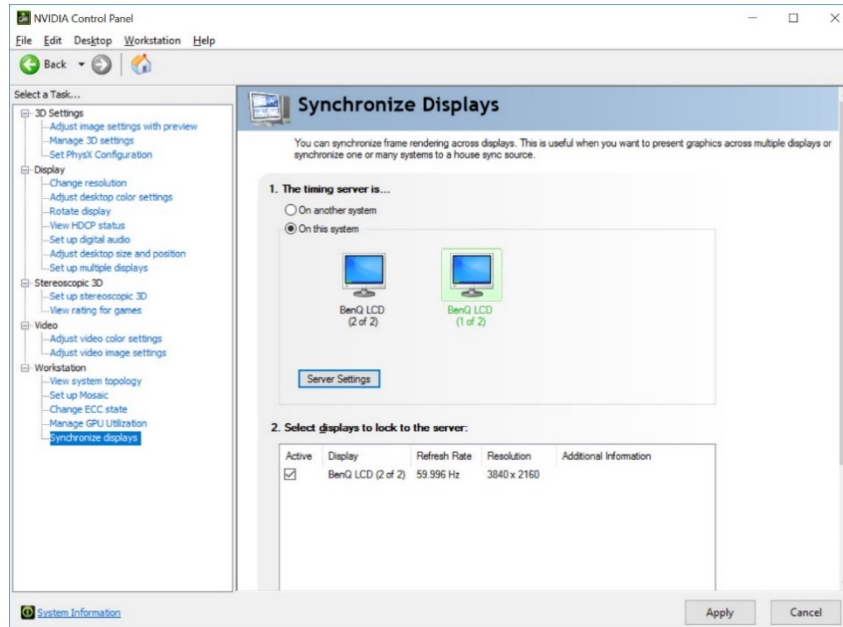 NVIDIA Control Panel
File Edit Desktop Workstation Help
Back
Select a Task...
3D Settings
Adjust image settings with preview
Manage 3D settings
Set PhysX Configuration
Display
Change resolution
Adjust desktop color settings
Rotate display
View HDCP status
Set up digital audio
Adjust desktop size and position
Set up multiple displays
Stereoscopic 3D
Set up stereoscopic 3D
View rating for games
Video
Adjust video color settings
Adjust video image settings
Workstation
View system topology
Set up Mosaic
Change ECC state
Manage GPU Utilization
Synchronize displays
System Information
Synchronize Displays
You can synchronize frame rendering across displays. This is useful when you want to present graphics across multiple displays or
synchronize one or many systems to a house sync source.
1. The timing server is...
On another system
On this system
BenQ LCD
(2 of 2)
BenQ LCD
(1 of 2)
Server Settings
2. Select displays to lock to the server:
Active Display Refresh Rate Resolution Additional Information
BenQ LCD (2 of 2) 59.996 Hz 3840 x 2160
Apply Cancel